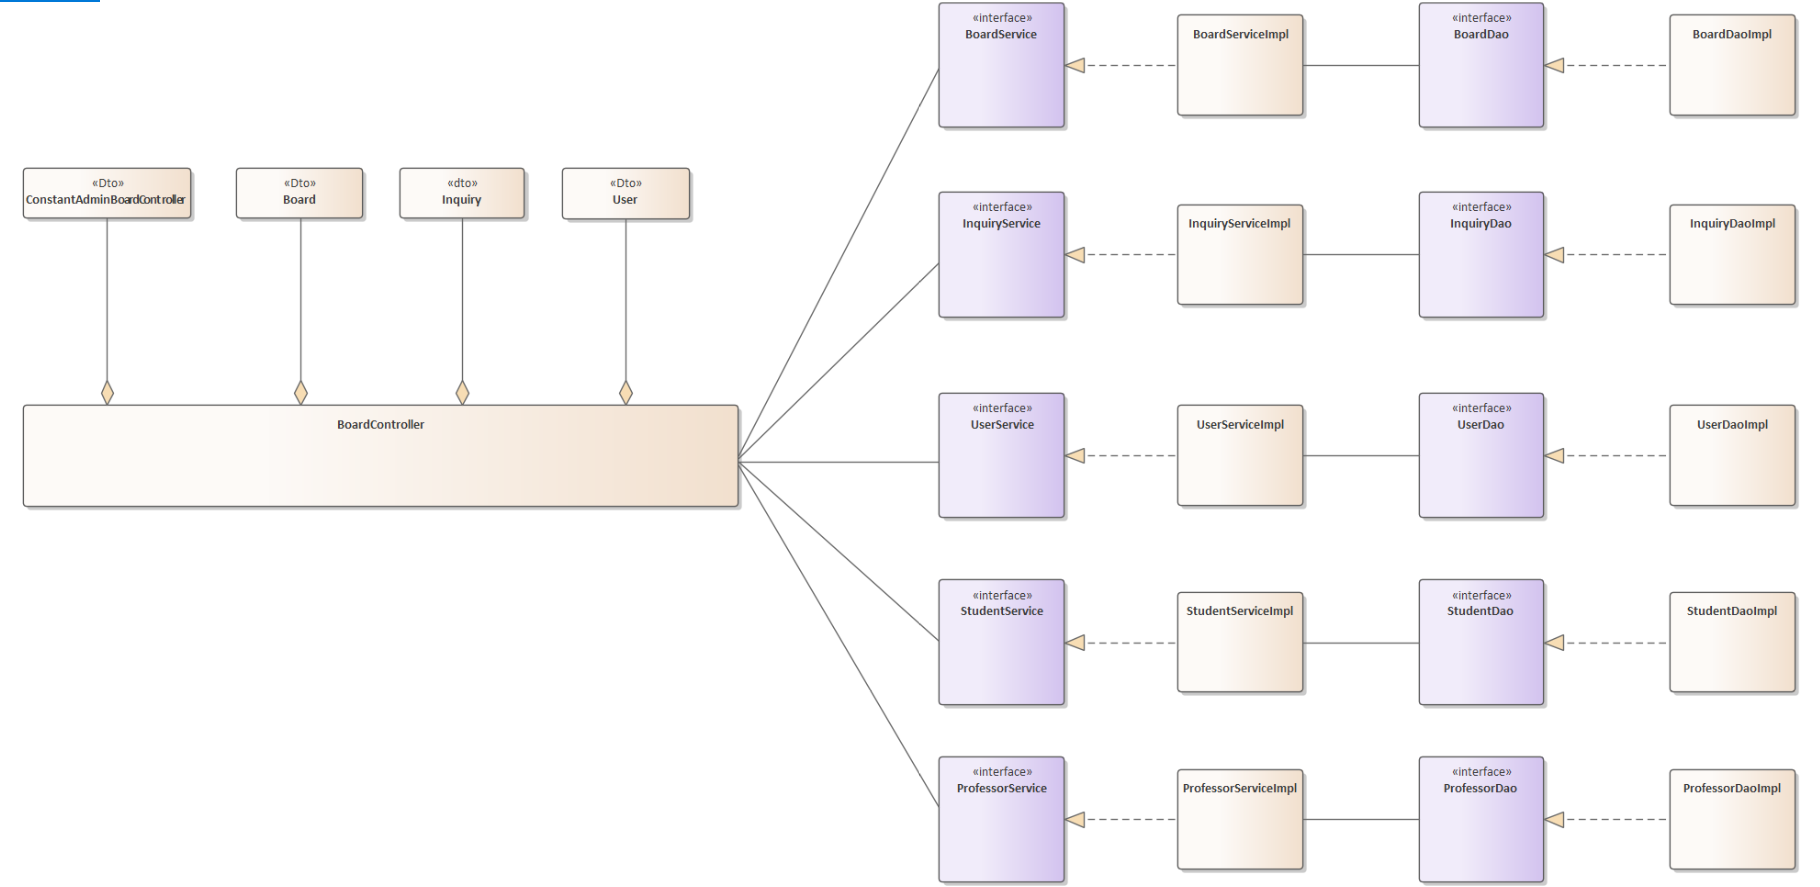 «interface»
BoardService
BoardServiceImpl
«interface»
BoardDao
BoardDaoImpl
«Dto»
ConstantAdminBoardController
«Dto»
Board
«dto»
Inquiry
«Dto»
User
«interface»
InquiryService
InquiryServiceImpl
«interface»
InquiryDao
InquiryDaoImpl
BoardController
«interface»
UserService
UserServiceImpl
«interface»
UserDao
UserDaoImpl
«interface»
StudentService
StudentServiceImpl
«interface»
StudentDao
StudentDaoImpl
«interface»
ProfessorService
ProfessorServiceImpl
«interface»
ProfessorDao
ProfessorDaoImpl